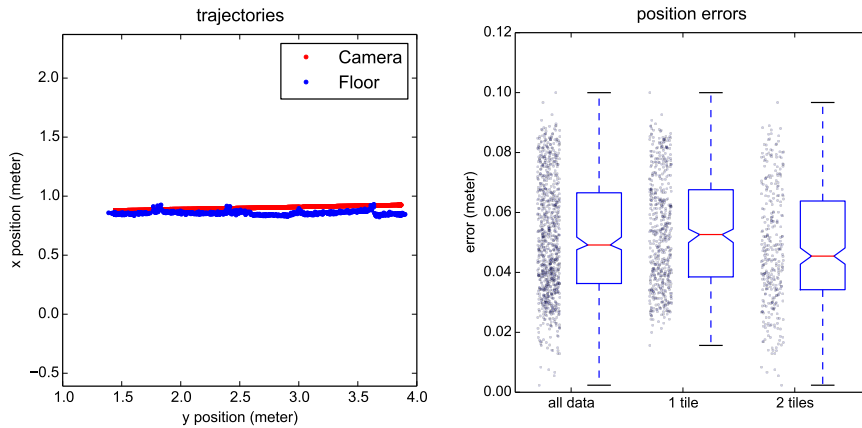 trajectories
Camera
Floor
2.0
1.5
1.0
0.5
0.0
−0.5
x position (meter)
1.0 1.5 2.0 2.5 3.0 3.5 4.0
y position (meter)
position errors
0.12
0.10
0.08
0.06
0.04
0.02
0.00
error (meter)
all data 1 tile 2 tiles